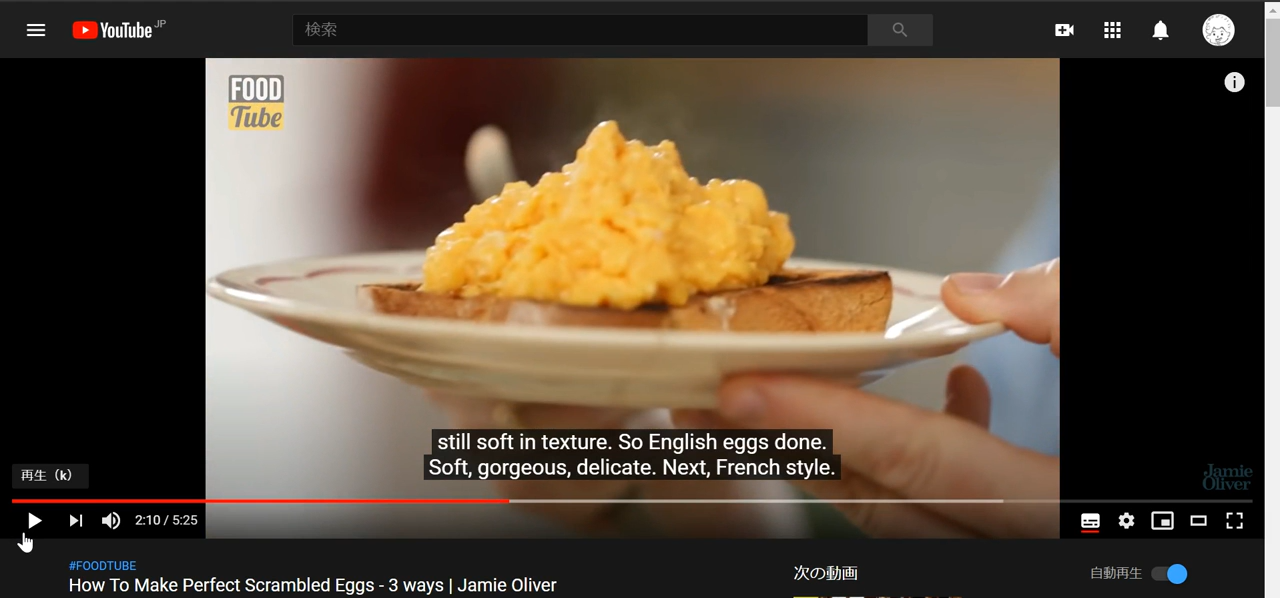 YouTube JP
検索
FOOD
Tube
i
still soft in texture. So English eggs done.
Soft, gorgeous, delicate. Next, French style.
Jamie
Oliver
再生（k）
2:10 / 5:25
#FOODTUBE
How To Make Perfect Scrambled Eggs - 3 ways | Jamie Oliver
次の動画
自動再生